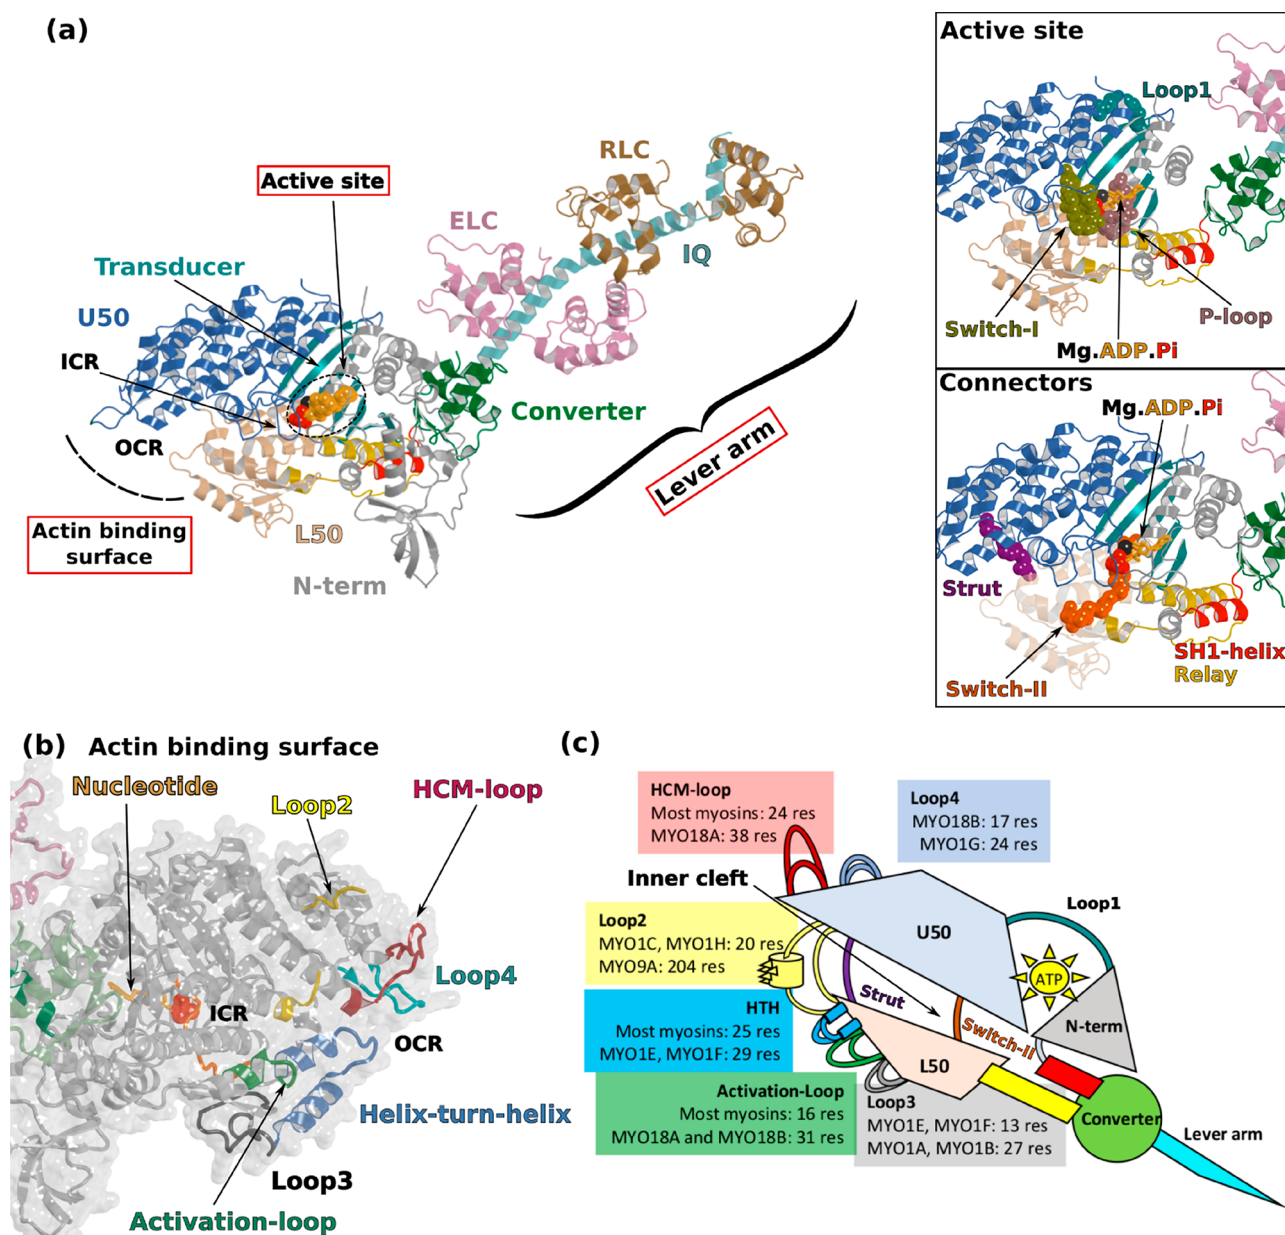 (a)
Active site
RLC
ELC
IQ
Transducer
U50
ICR
OCR
Converter
Lever arm
Actin binding
surface
L50
N-term
Active site
Loop1
Switch-I
P-loop
Mg.ADP.Pi
Connectors
Mg.ADP.Pi
Strut
SH1-helix
Relay
Switch-II
(b) Actin binding surface
Nucleotide
Loop2
HCM-loop
Loop4
ICR
OCR
Helix-turn-helix
Loop3
Activation-loop
(c)
HCM-loop
Most myosins: 24 res
MYO18A: 38 res
Loop4
MYO18B: 17 res
MYO1G: 24 res
Inner cleft
Loop1
U50
Loop2
MYO1C, MYO1H: 20 res
MYO9A: 204 res
ATP
Strut
Switch-II
N-term
HTH
Most myosins: 25 res
MYO1E, MYO1F: 29 res
L50
Activation-Loop
Most myosins: 16 res
MYO18A and MYO18B: 31 res
Loop3
MYO1E, MYO1F: 13 res
MYO1A, MYO1B: 27 res
Converter
Lever arm